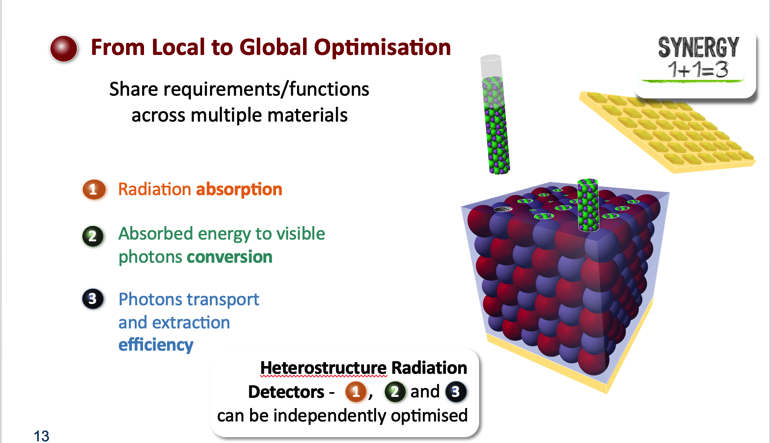 From Local to Global Optimisation
SYNERGY
1+1=3
Share requirements/functions
across multiple materials
1 Radiation absorption
2 Absorbed energy to visible
photons conversion
3 Photons transport
and extraction
efficiency
Heterostructure Radiation
Detectors - 1, 2 and 3
can be independently optimised
13